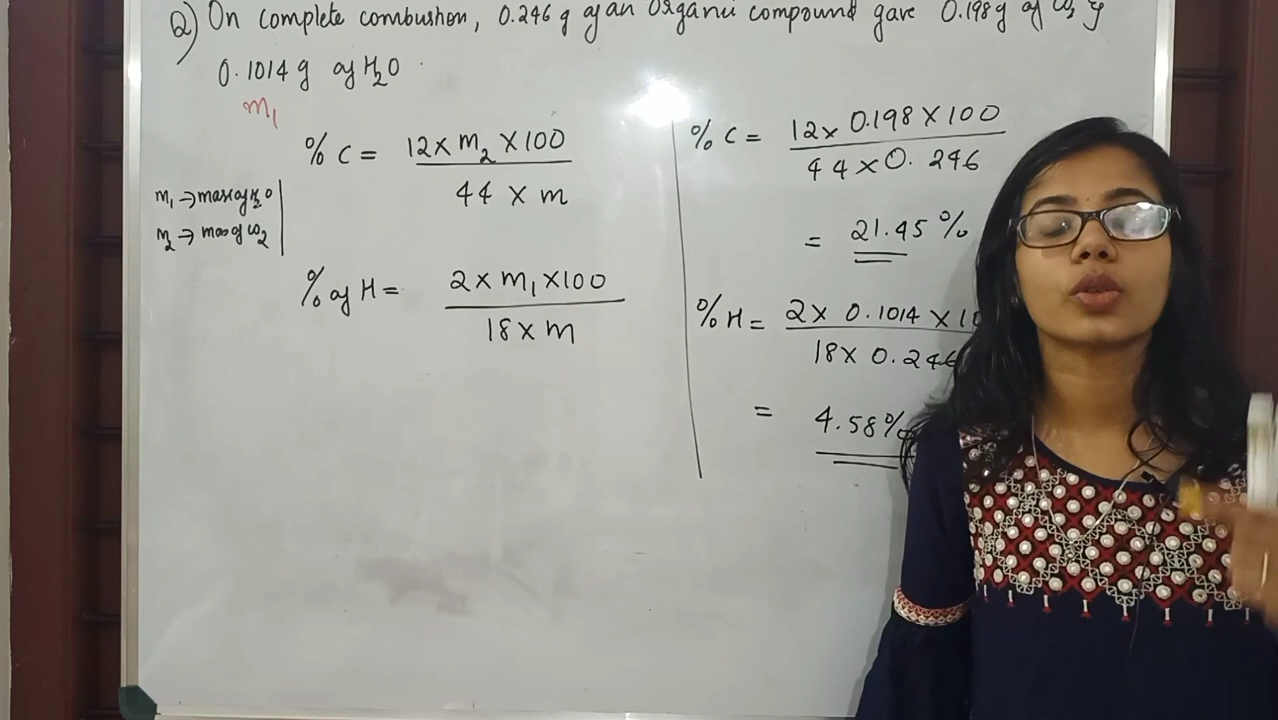 Q) On complete combustion, 0.246 g of an organic compound gave 0.198g of CO2 &
0.1014 g of H2O.
m1
% C = 12 x m2 x 100
44 x m
m1 → mass of H2O
m2 → mass of CO2
% of H = 2 x m1 x 100
18 x m
% C = 12 x 0.198 x 100
44 x 0.246
= 21.45 %
% H = 2 x 0.1014 x 10
18 x 0.246
= 4.58%